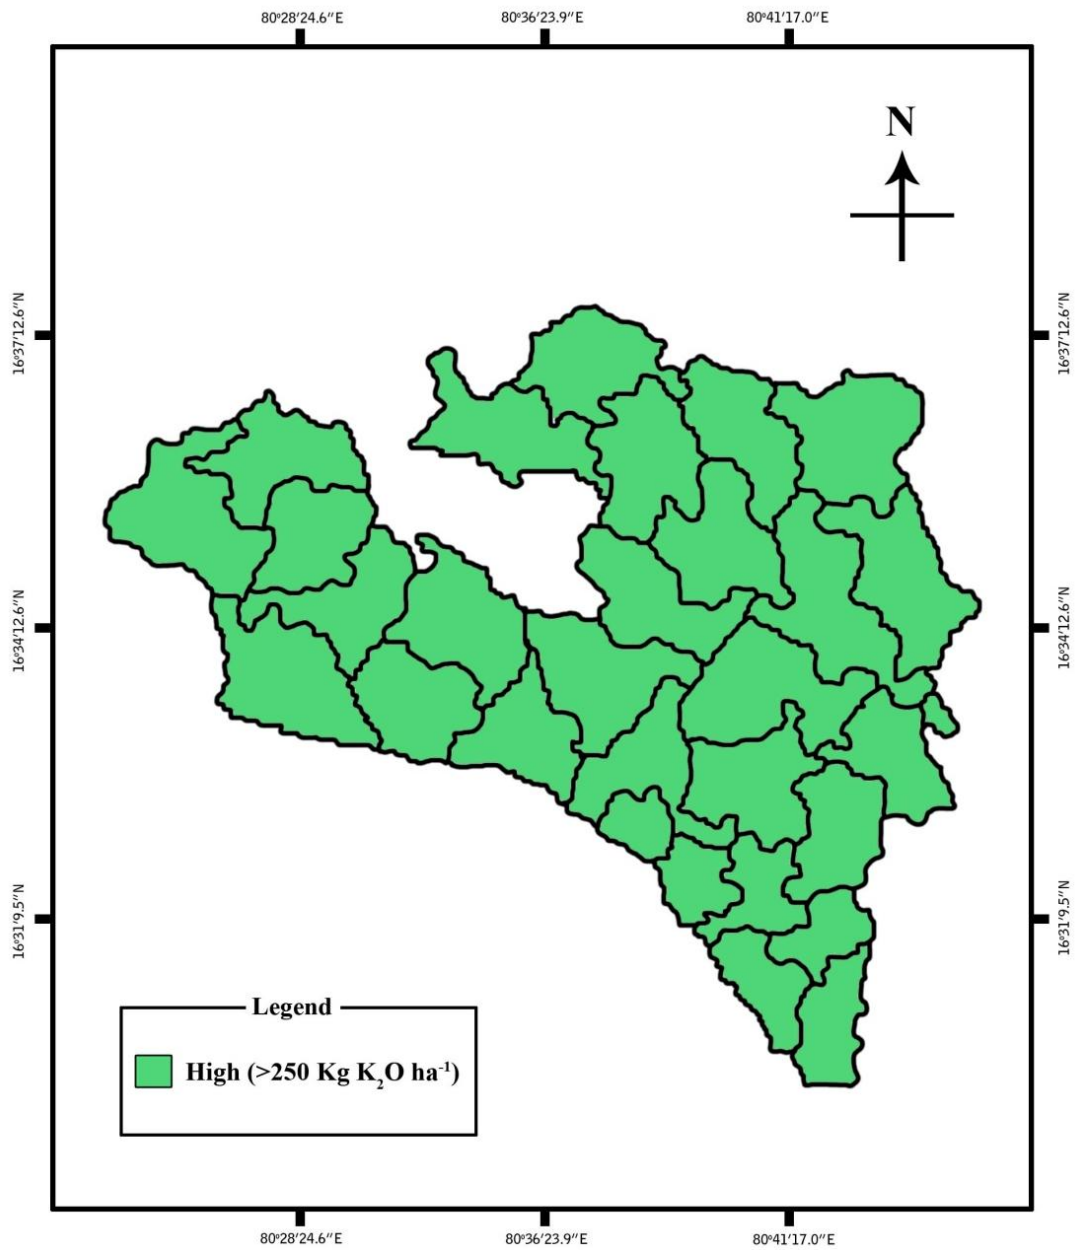 80°28'24.6"E 80°36'23.9"E 80°41'17.0"E
N
16°37'12.6"N 16°37'12.6"N
16°34'12.6"N 16°34'12.6"N
16°31'9.5"N 16°31'9.5"N
Legend
High (>250 Kg K₂O ha⁻¹)
80°28'24.6"E 80°36'23.9"E 80°41'17.0"E